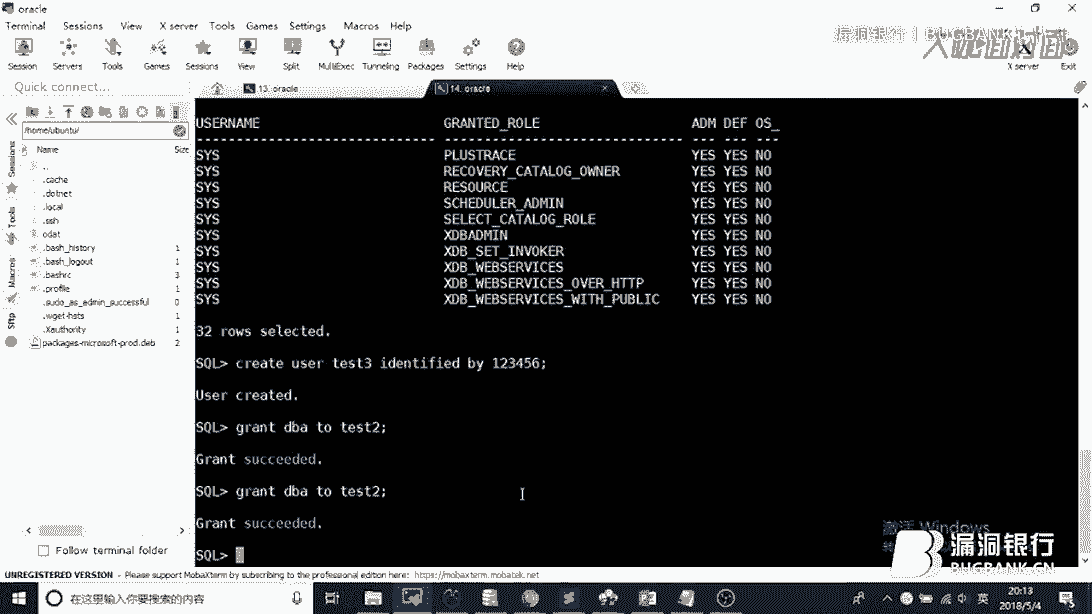 oracle
Terminal Sessions View X server Tools Games Settings Macros Help
漏洞银行 | BUGBANK.CN
大咖面对面
Session Servers Tools Games Sessions View Split MultiExec Tunneling Packages Settings Help X server Exit
Quick connect...
13. oracle
14. oracle
/home/ubuntu/
Name Size
..
.cache
.dotnet
.local
.ssh
odat
.bash_history 1
.bash_logout 1
.bashrc 3
.profile 1
.sudo_as_admin_successful 0
.wget-hsts 1
.Xauthority 1
packages-microsoft-prod.deb 2
Sessions
Tools
Macros
Sftp
Follow terminal folder
USERNAME GRANTED_ROLE ADM DEF OS_
SYS PLUSTRACE YES YES NO
SYS RECOVERY_CATALOG_OWNER YES YES NO
SYS RESOURCE YES YES NO
SYS SCHEDULER_ADMIN YES YES NO
SYS SELECT_CATALOG_ROLE YES YES NO
SYS XDBADMIN YES YES NO
SYS XDB_SET_INVOKER YES YES NO
SYS XDB_WEBSERVICES YES YES NO
SYS XDB_WEBSERVICES_OVER_HTTP YES YES NO
SYS XDB_WEBSERVICES_WITH_PUBLIC YES YES NO
32 rows selected.
SQL> create user test3 identified by 123456;
User created.
SQL> grant dba to test2;
Grant succeeded.
SQL> grant dba to test2;
Grant succeeded.
SQL>
激活 Windows
漏洞银行
BUGBANK.CN
UNREGISTERED VERSION - Please support MobaXterm by subscribing to the professional edition here: https://mobaxterm.mobatek.net
在这里输入你要搜索的内容
英
20:13
2018/5/4